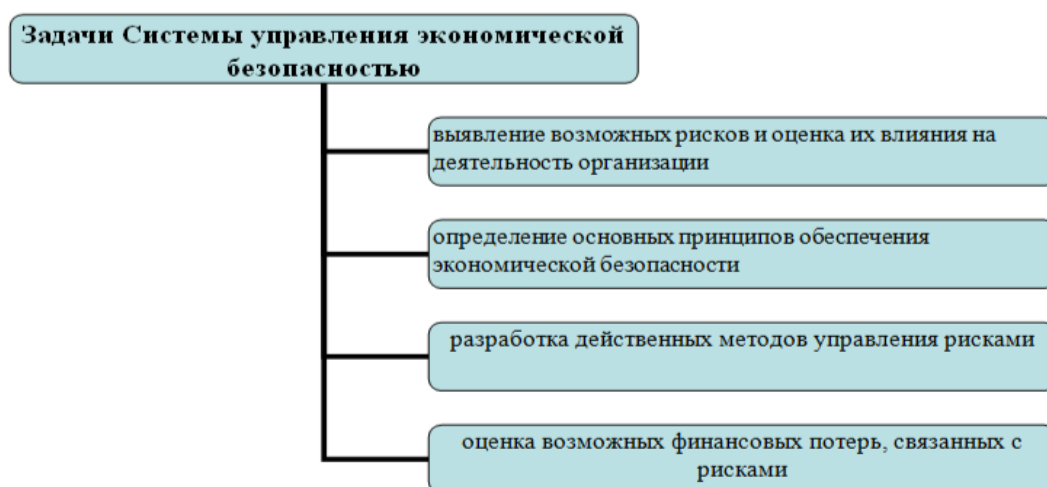 Задачи Системы управления экономической
безопасностью
выявление возможных рисков и оценка их влияния на
деятельность организации
определение основных принципов обеспечения
экономической безопасности
разработка действенных методов управления рисками
оценка возможных финансовых потерь, связанных с
рисками